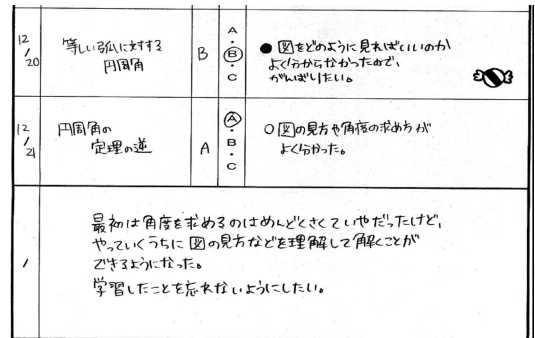 12/20
等しい弧に対する
円周角
B
A・B・C
●図をどのように見ればいいのか
よく分からなかったので、
がんばりたい。
12/21
円周角の
定理の逆
A
A・B・C
○図の見方や角度の求め方が
よく分かった。
/
最初は角度を求めるのはめんどくさくていやだったけど、
やっていくうちに図の見方などを理解して解くことが
できるようになった。
学習したことを忘れないようにしたい。